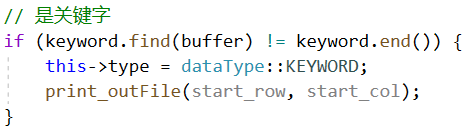 // 是关键字
if (keyword.find(buffer) != keyword.end()) {
    this->type = dataType::KEYWORD;
    print_outFile(start_row, start_col);
}